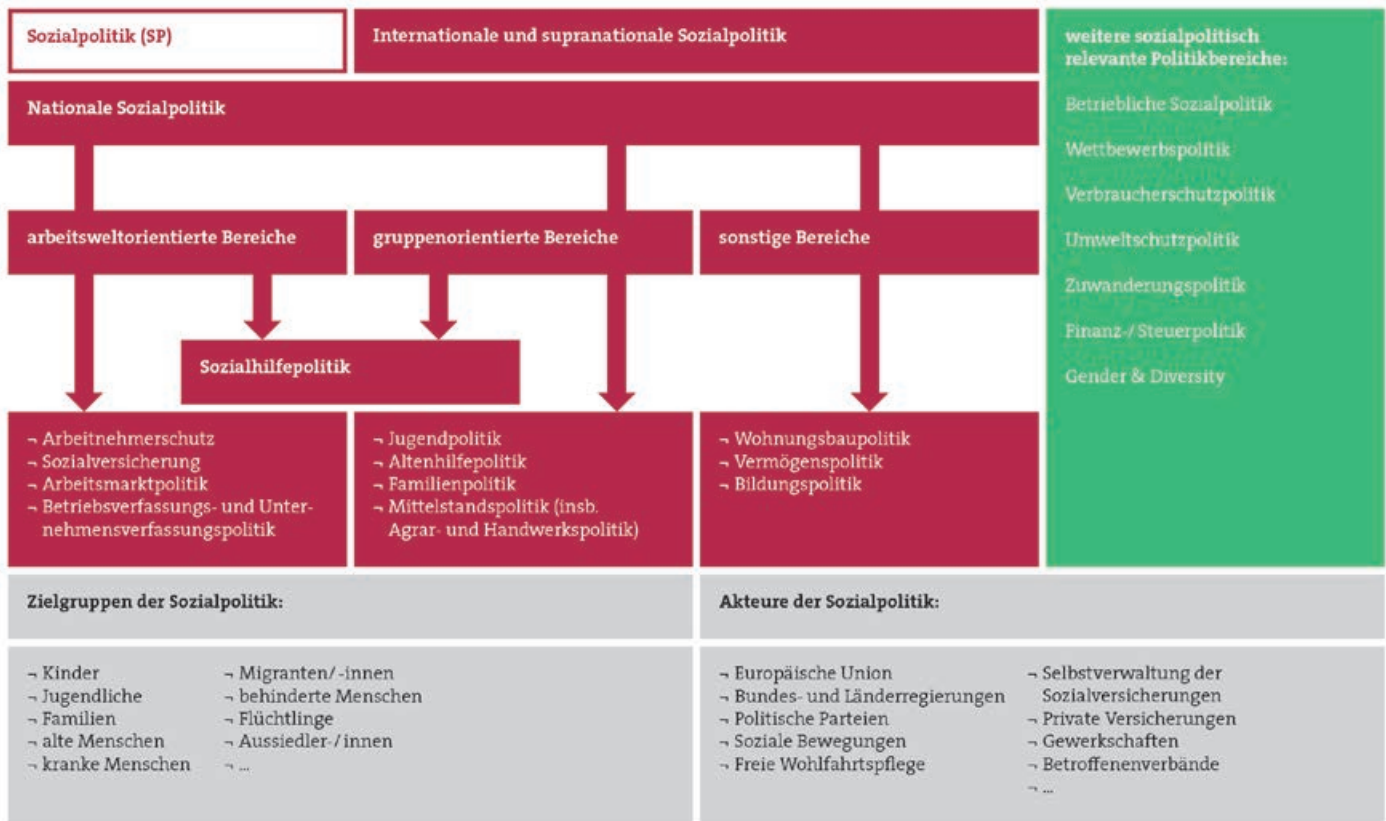 Sozialpolitik (SP)
Internationale und supranationale Sozialpolitik
Nationale Sozialpolitik
arbeitsweltorientierte Bereiche
gruppenorientierte Bereiche
sonstige Bereiche
Sozialhilfepolitik
¬ Arbeitnehmerschutz
¬ Sozialversicherung
¬ Arbeitsmarktpolitik
¬ Betriebsverfassungs- und Unter-
nehmensverfassungspolitik
¬ Jugendpolitik
¬ Altenhilfepolitik
¬ Familienpolitik
¬ Mittelstandspolitik (insb.
Agrar- und Handwerkspolitik)
¬ Wohnungsbaupolitik
¬ Vermögenspolitik
¬ Bildungspolitik
weitere sozialpolitisch
relevante Politikbereiche:
Betriebliche Sozialpolitik
Wettbewerbspolitik
Verbraucherschutzpolitik
Umweltschutzpolitik
Zuwanderungspolitik
Finanz-/Steuerpolitik
Gender & Diversity
Zielgruppen der Sozialpolitik:
¬ Kinder
¬ Jugendliche
¬ Familien
¬ alte Menschen
¬ kranke Menschen
¬ Migranten/-innen
¬ behinderte Menschen
¬ Flüchtlinge
¬ Aussiedler-/innen
¬ ...
Akteure der Sozialpolitik:
¬ Europäische Union
¬ Bundes- und Länderregierungen
¬ Politische Parteien
¬ Soziale Bewegungen
¬ Freie Wohlfahrtspflege
¬ Selbstverwaltung der
Sozialversicherungen
¬ Private Versicherungen
¬ Gewerkschaften
¬ Betroffenenverbände
¬ ...